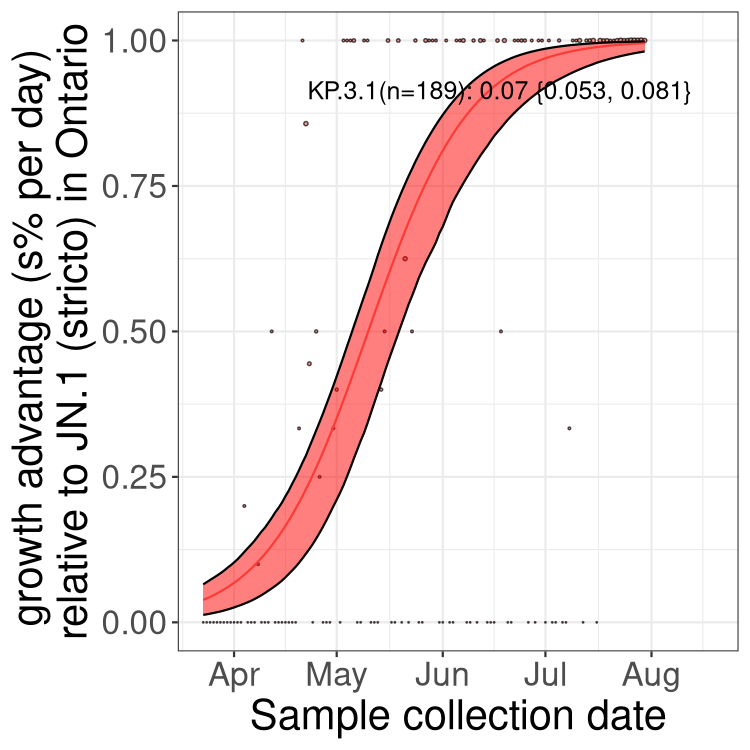 growth advantage (s% per day)
relative to JN.1 (stricto) in Ontario
1.00
0.75
0.50
0.25
0.00
KP.3.1(n=189): 0.07 {0.053, 0.081}
Apr May Jun Jul Aug
Sample collection date